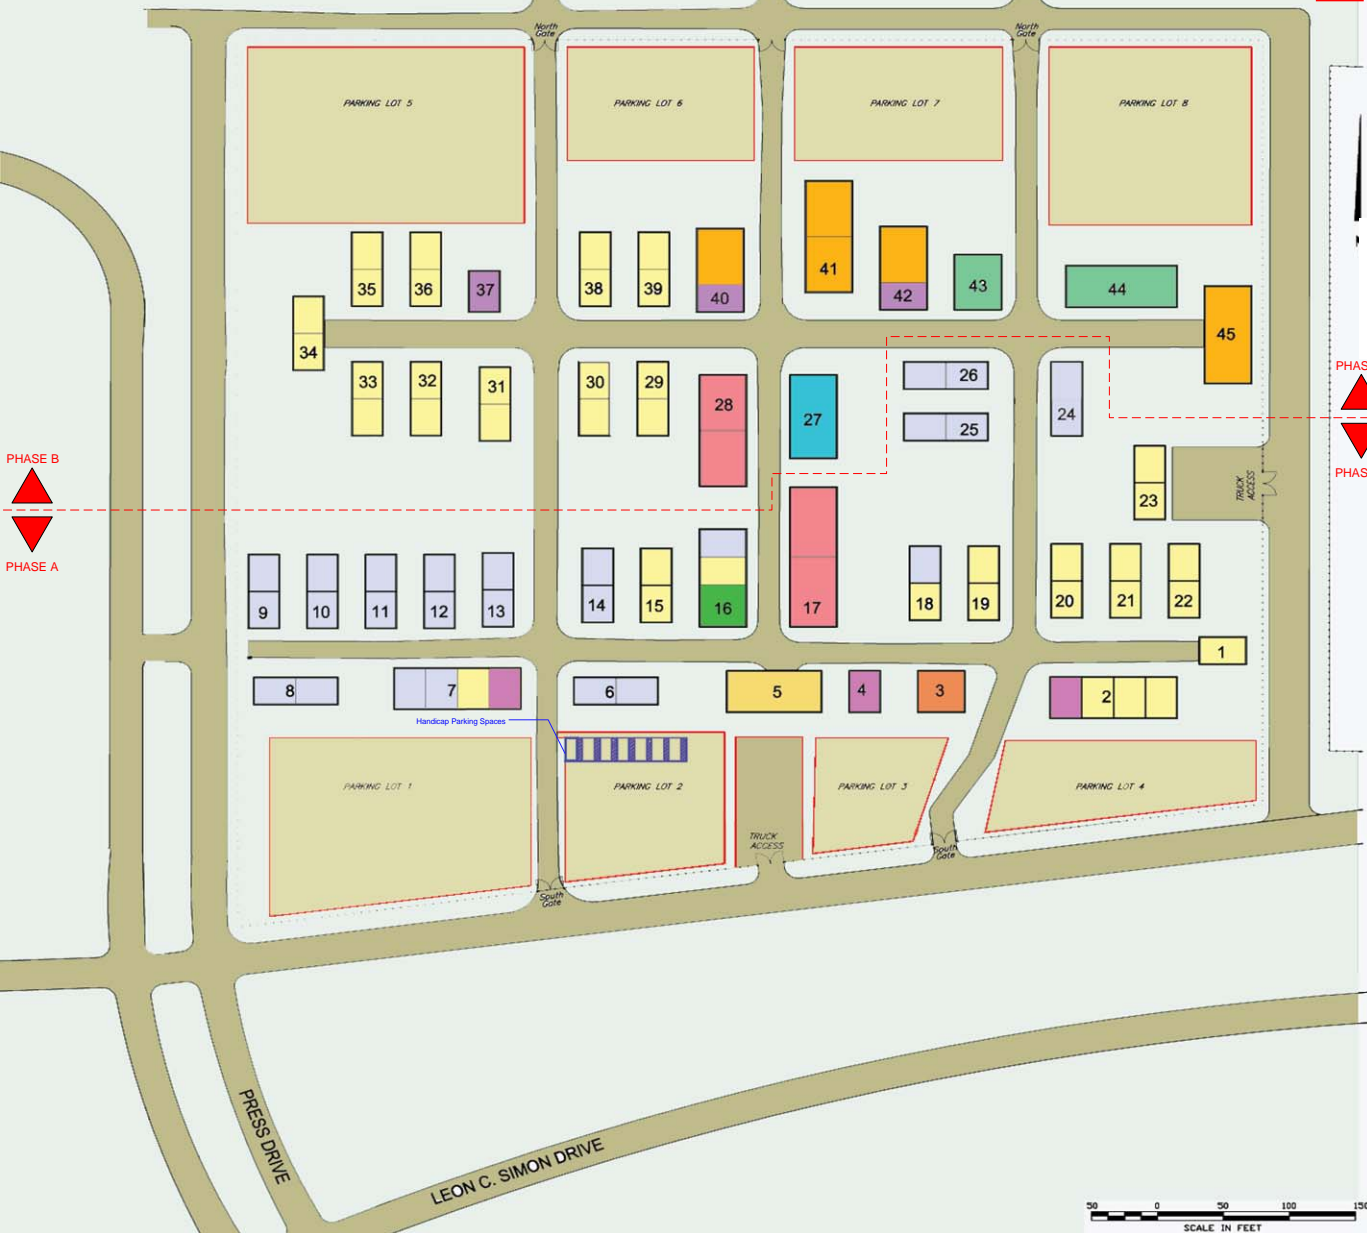 North
Gate
North
Gate
PARKING LOT 5
PARKING LOT 6
PARKING LOT 7
PARKING LOT 8
35
36
37
38
39
40
41
42
43
44
45
34
33
32
31
30
29
28
27
26
25
24
23
TRUCK
ACCESS
PHASE B
PHASE A
PHAS
PHAS
9
10
11
12
13
14
15
16
17
18
19
20
21
22
1
8
7
6
5
4
3
2
Handicap Parking Spaces
PARKING LOT 1
PARKING LOT 2
PARKING LOT 3
PARKING LOT 4
TRUCK
ACCESS
South
Gate
South
Gate
PRESS DRIVE
LEON C. SIMON DRIVE
50 0 50 100 150
SCALE IN FEET